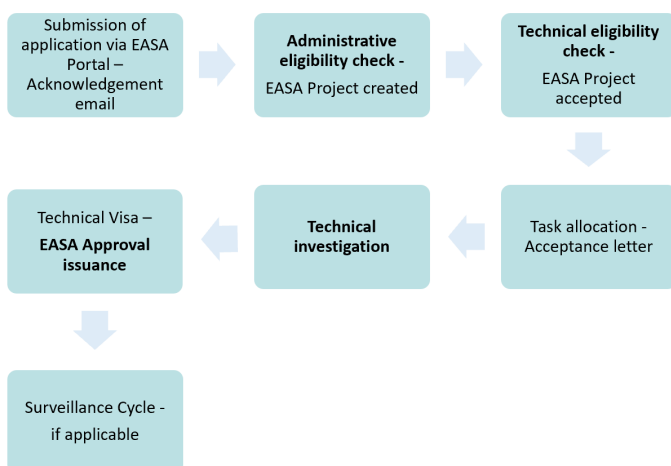 Submission of
application via EASA
Portal –
Acknowledgement
email
Administrative
eligibility check -
EASA Project created
Technical eligibility
check -
EASA Project
accepted
Task allocation -
Acceptance letter
Technical
investigation
Technical Visa –
EASA Approval
issuance
Surveillance Cycle -
if applicable